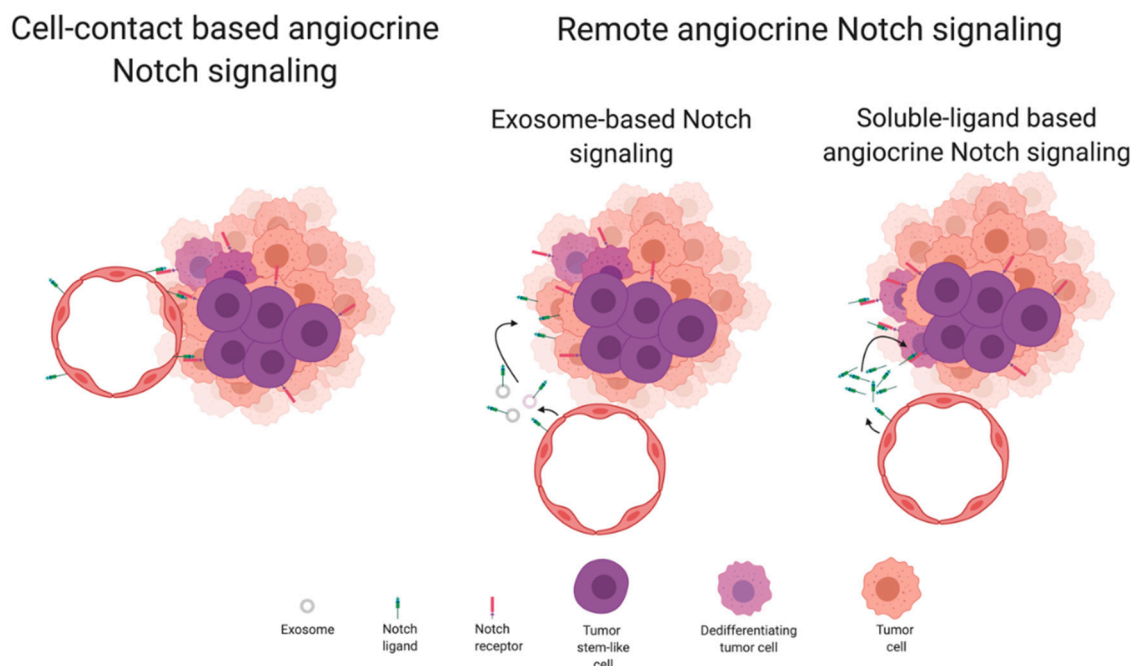 Cell-contact based angiocrine
Notch signaling
Remote angiocrine Notch signaling
Exosome-based Notch
signaling
Soluble-ligand based
angiocrine Notch signaling
Exosome
Notch
ligand
Notch
receptor
Tumor
stem-like
cell
Dedifferentiating
tumor cell
Tumor
cell